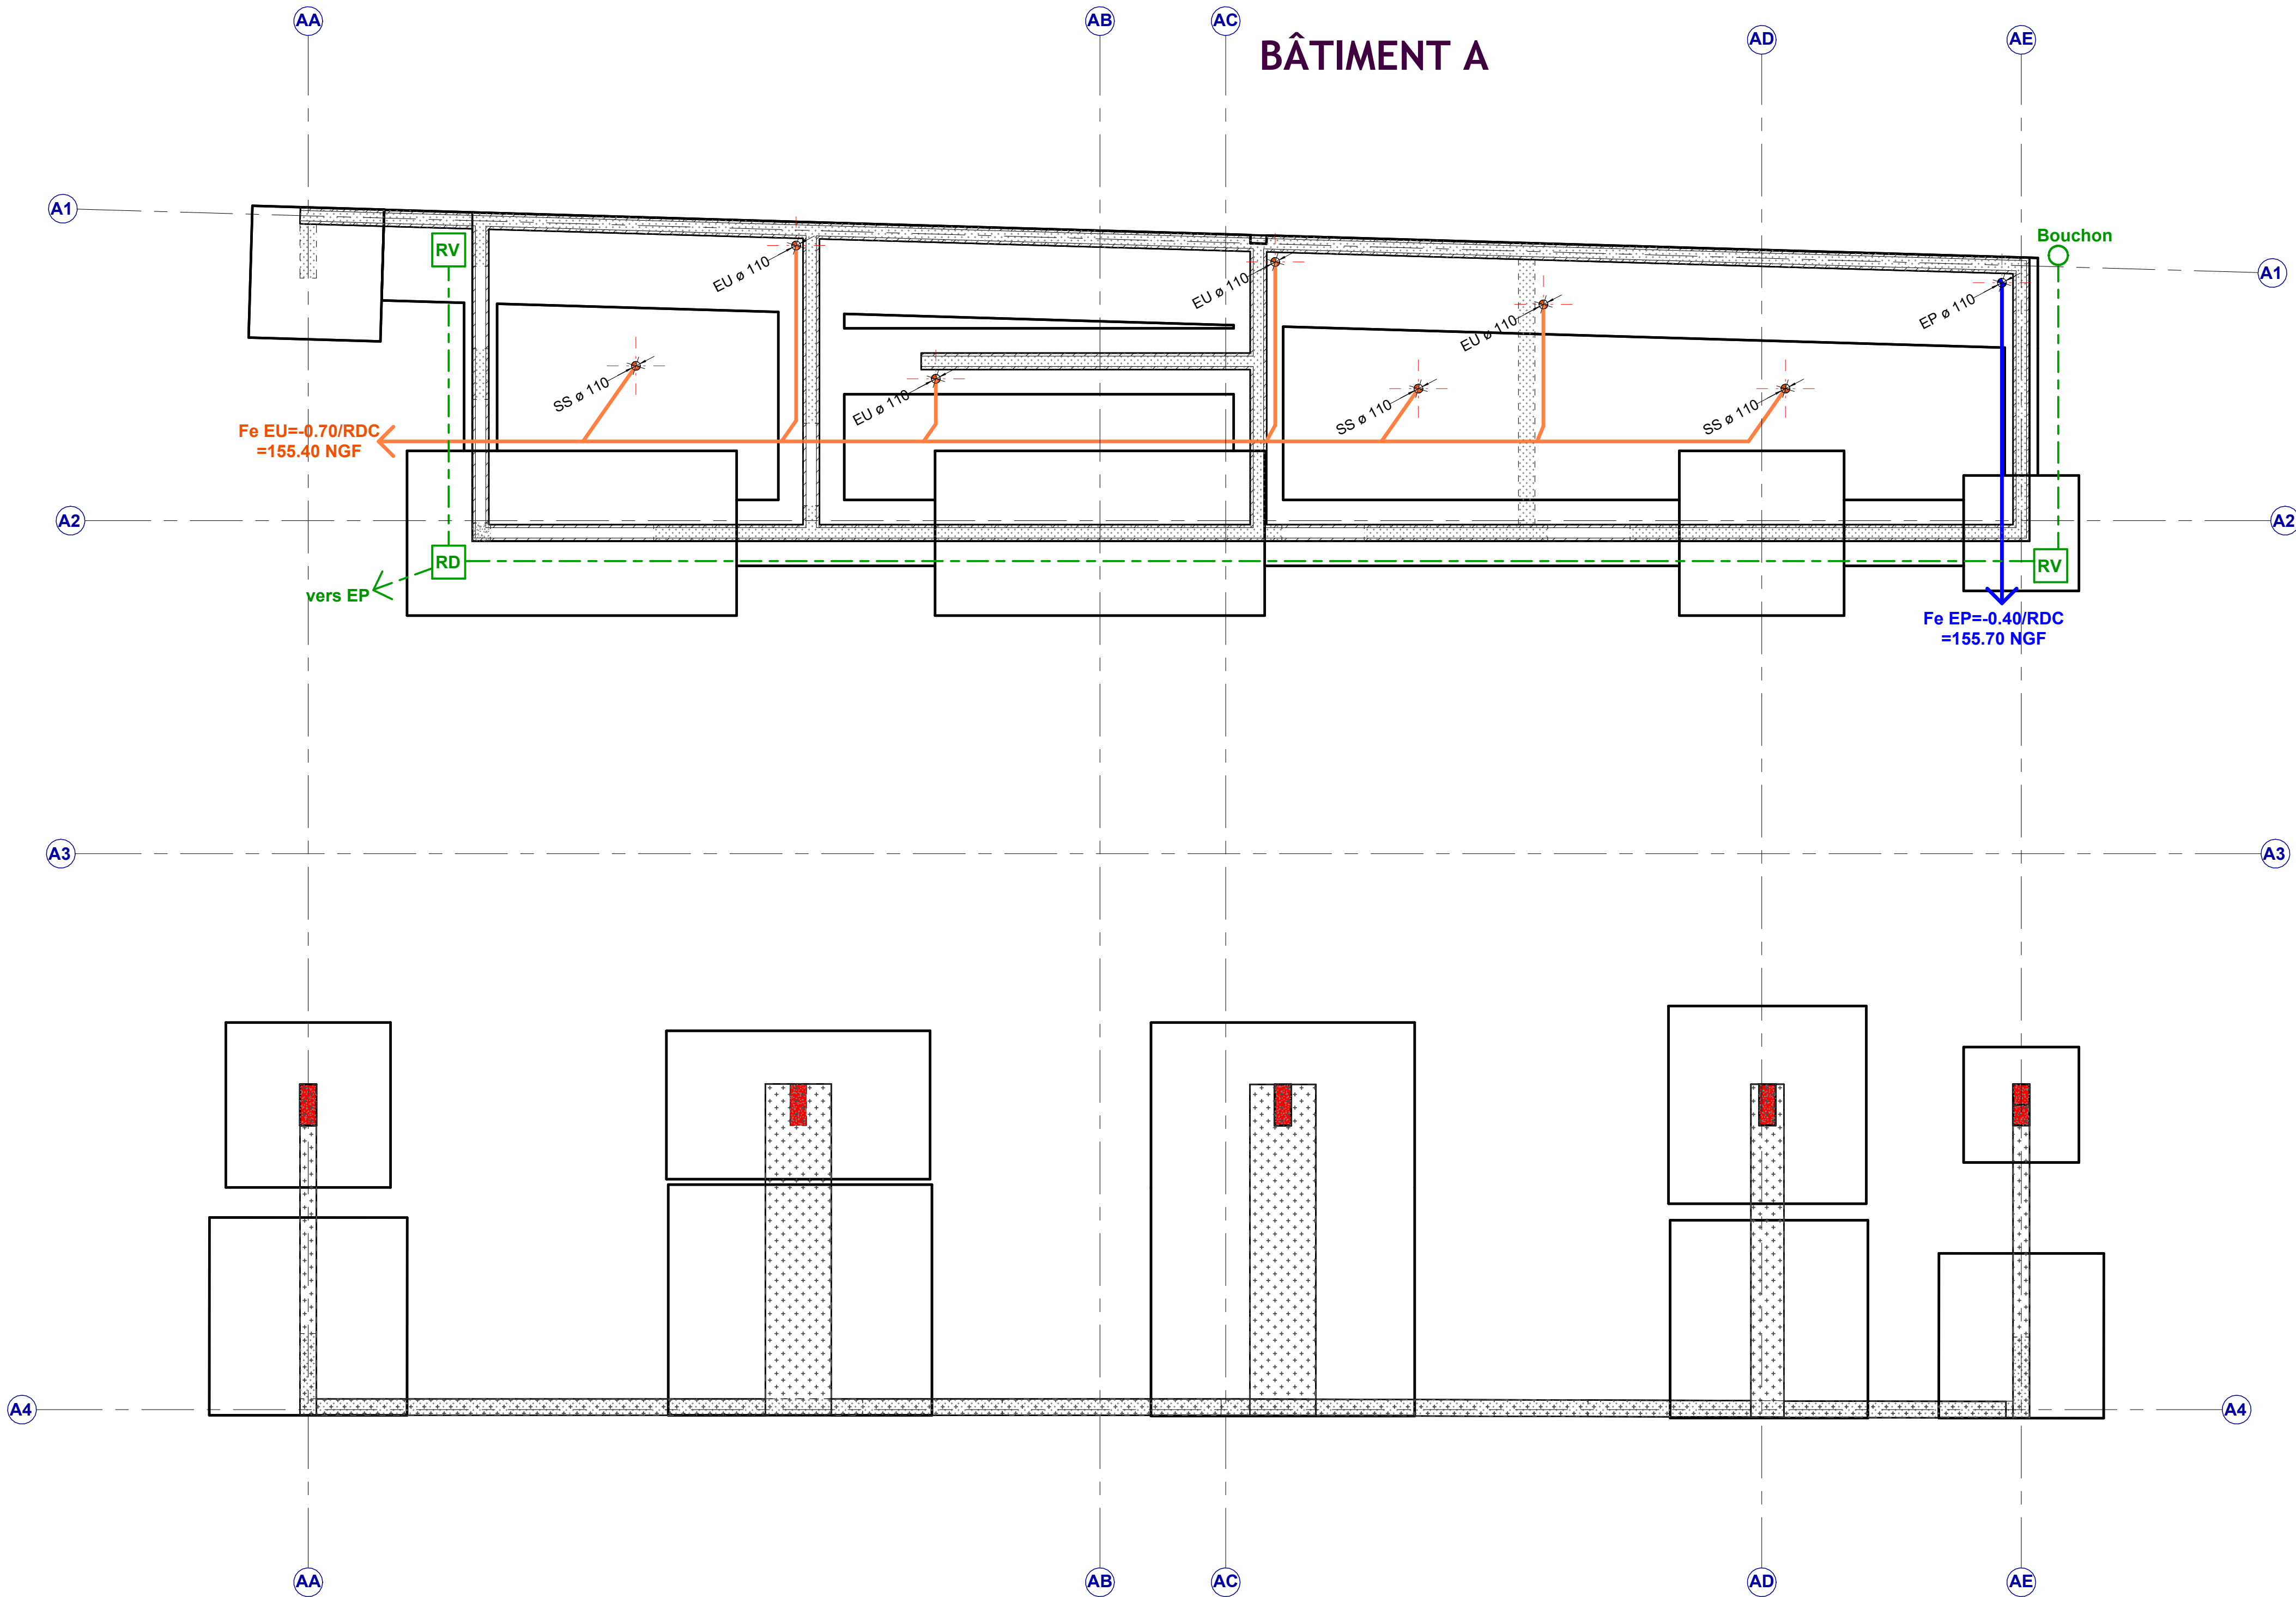 AA
AB
AC
BÂTIMENT A
AD
AE
A1
Bouchon
RV
EU ø 110
EU ø 110
A1
EP ø 110
EU ø 110
SS ø 110
EU ø 110
SS ø 110
SS ø 110
Fe EU=-0.70/RDC
=155.40 NGF
A2
A2
RD
RV
vers EP
Fe EP=-0.40/RDC
=155.70 NGF
A3
A3
A4
A4
AA
AB
AC
AD
AE